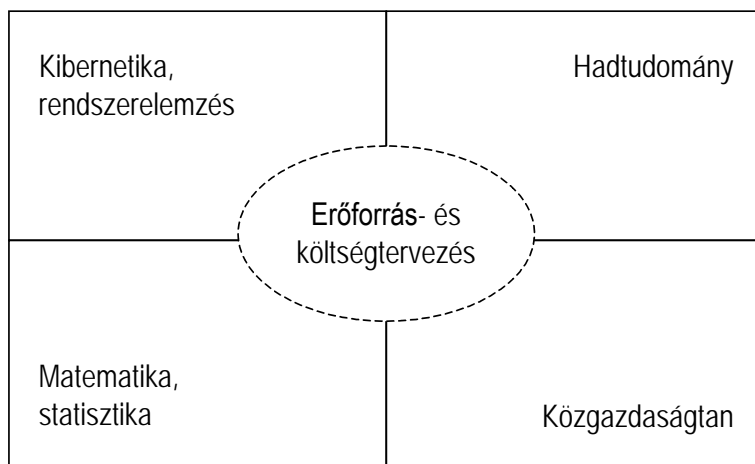 Kibernetika,
rendszerelemzés
Hadtudomány
Erőforrás- és
költségtervezés
Matematika,
statisztika
Közgazdaságtan